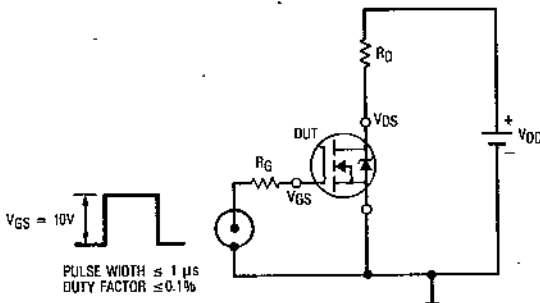 RD
VDS
DUT
+
VDD
−
RG
VGS
VGS = 10V
PULSE WIDTH ≤ 1 µs
DUTY FACTOR ≤ 0.1%